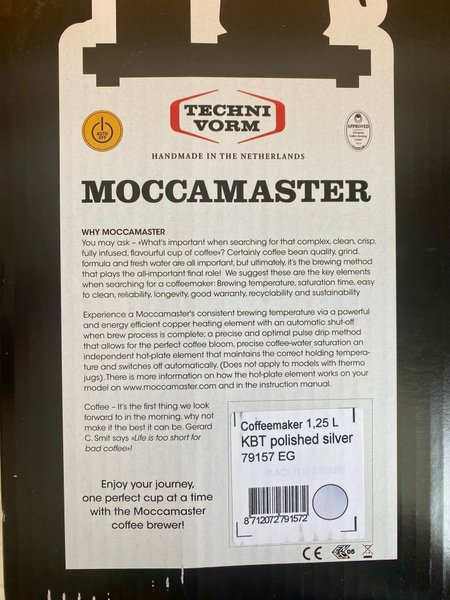 TECHNI
VORM
AUTO
OFF
APPROVED
HANDMADE IN THE NETHERLANDS
MOCCAMASTER
WHY MOCCAMASTER
You may ask – «What's important when searching for that complex, clean, crisp,
fully infused, flavourful cup of coffee»? Certainly coffee bean quality, grind,
formula and fresh water are all important, but ultimately, it's the brewing method
that plays the all-important final role! We suggest these are the key elements
when searching for a coffeemaker: Brewing temperature, saturation time, easy
to clean, reliability, longevity, good warranty, recyclability and sustainability
Experience a Moccamaster's consistent brewing temperature via a powerful
and energy efficient copper heating element with an automatic shut-off
when brew process is complete; a precise and optimal pulse drip method
that allows for the perfect coffee bloom, precise coffee-water saturation an
independent hot-plate element that maintains the correct holding tempera-
ture and switches off automatically. (Does not apply to models with thermo
jugs). There is more information on how the hot-plate element works on your
model on www.moccamaster.com and in the instruction manual.
Coffee – It's the first thing we look
forward to in the morning, why not
make it the best it can be. Gerard
C. Smit says «Life is too short for
bad coffee»!
Enjoy your journey,
one perfect cup at a time
with the Moccamaster
coffee brewer!
Coffeemaker 1,25 L
KBT polished silver
79157 EG
8 712072 791572
CE